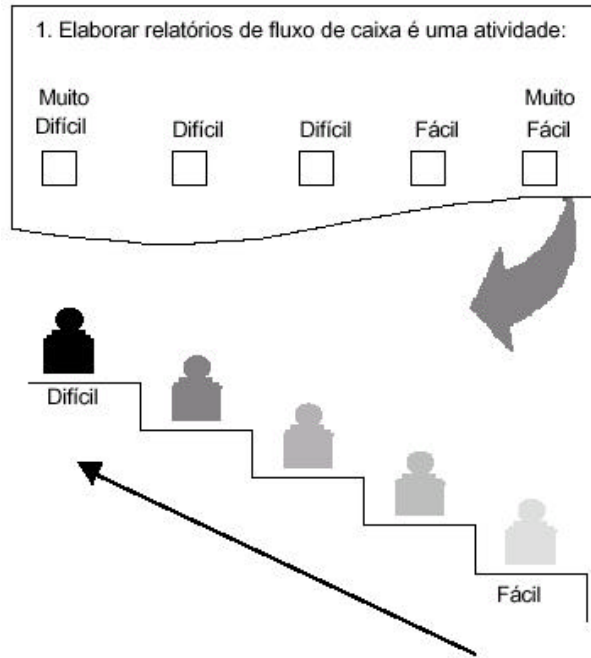 1. Elaborar relatórios de fluxo de caixa é uma atividade:
Muito Difícil
Difícil
Difícil
Fácil
Muito Fácil
Difícil
Fácil